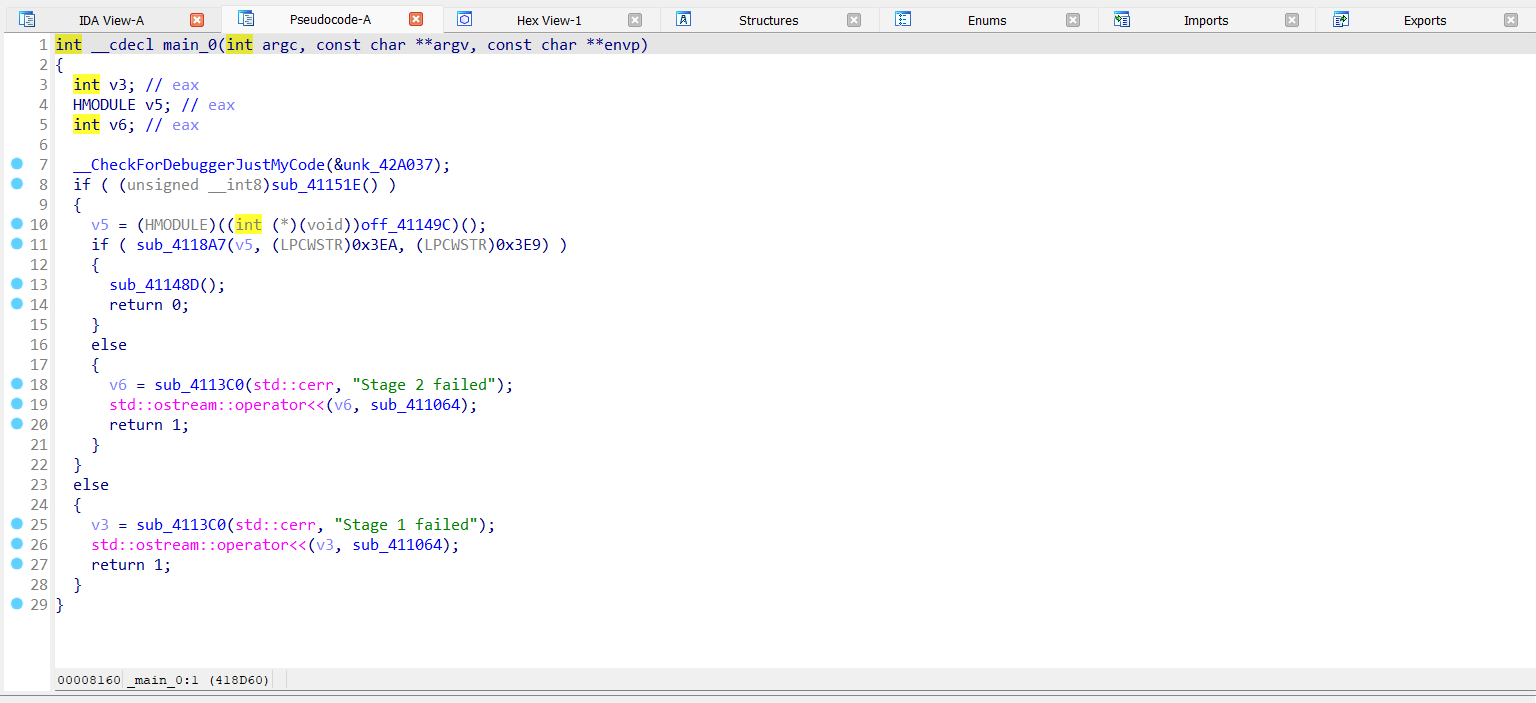 IDA View-A Pseudocode-A Hex View-1 Structures Enums Imports Exports
1 int __cdecl main_0(int argc, const char **argv, const char **envp)
2 {
3 int v3; // eax
4 HMODULE v5; // eax
5 int v6; // eax
6
7 __CheckForDebuggerJustMyCode(&unk_42A037);
8 if ( (unsigned __int8)sub_41151E() )
9 {
10 v5 = (HMODULE)((int (*)(void))off_41149C)();
11 if ( sub_4118A7(v5, (LPCWSTR)0x3EA, (LPCWSTR)0x3E9) )
12 {
13 sub_41148D();
14 return 0;
15 }
16 else
17 {
18 v6 = sub_4113C0(std::cerr, "Stage 2 failed");
19 std::ostream::operator<<(v6, sub_411064);
20 return 1;
21 }
22 }
23 else
24 {
25 v3 = sub_4113C0(std::cerr, "Stage 1 failed");
26 std::ostream::operator<<(v3, sub_411064);
27 return 1;
28 }
29 }
00008160 _main_0:1 (418D60)